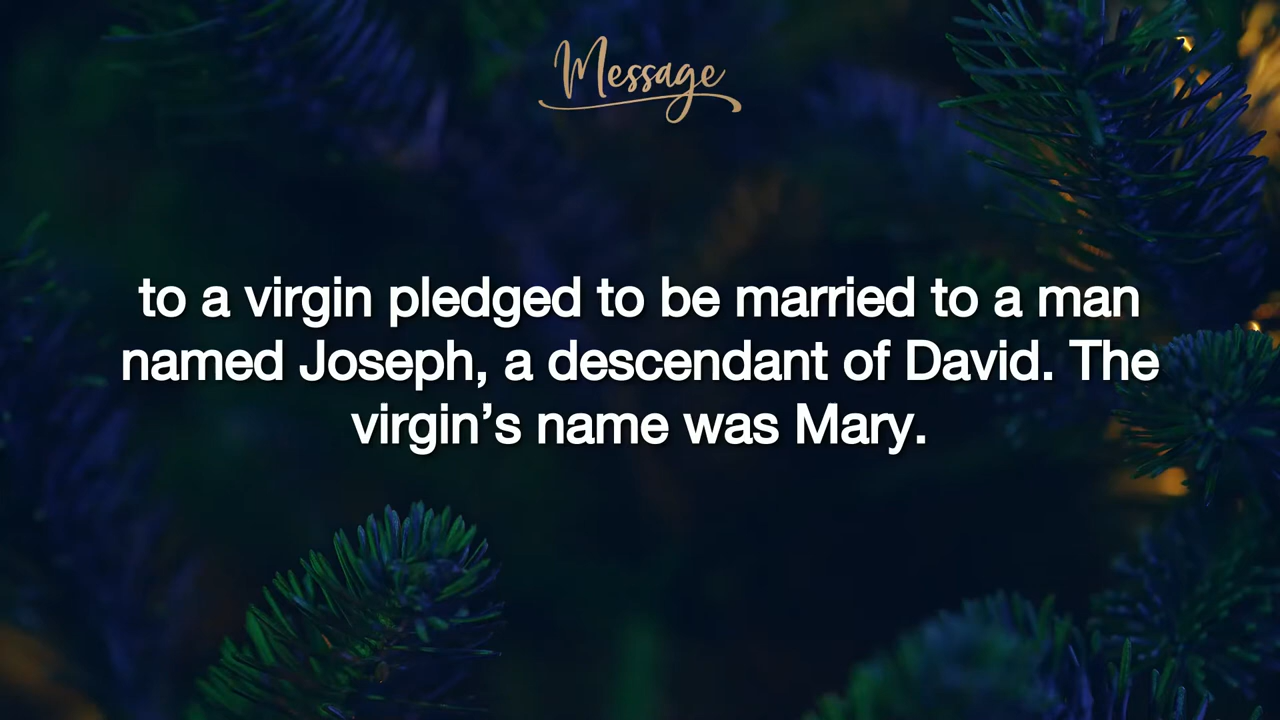 Message
to a virgin pledged to be married to a man
named Joseph, a descendant of David. The
virgin’s name was Mary.